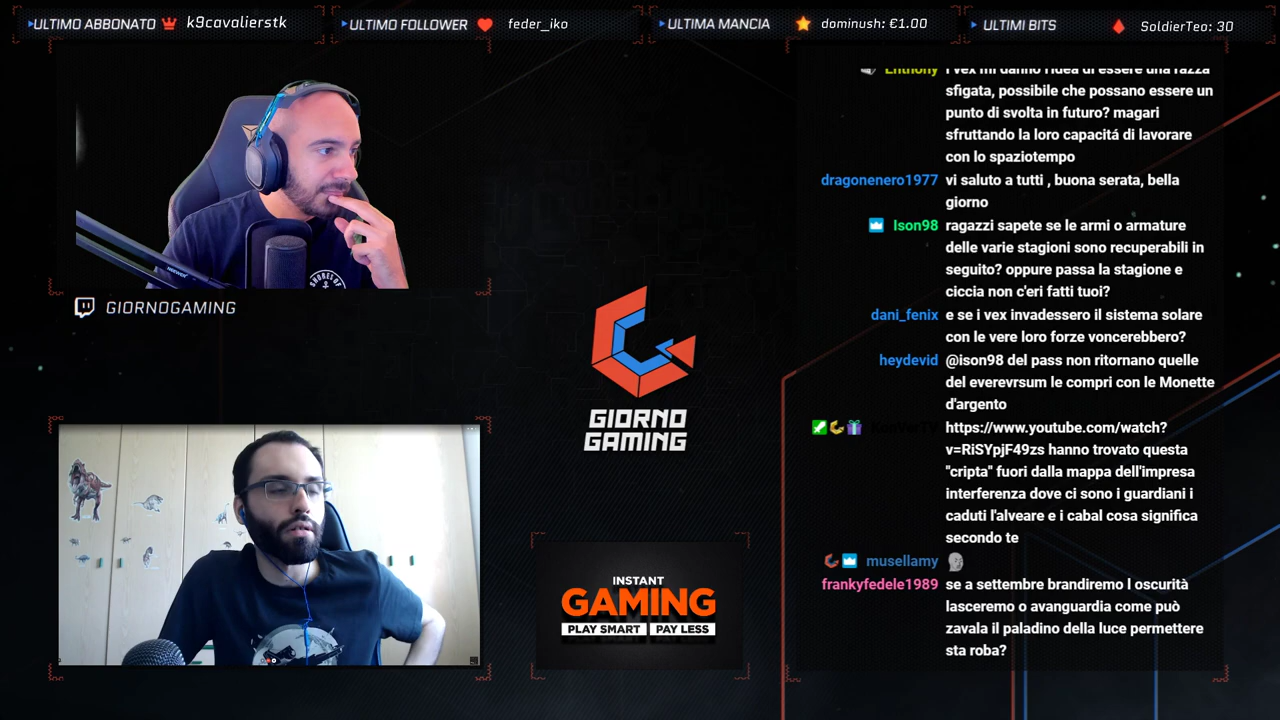 ULTIMO ABBONATO k9cavalierstk
ULTIMO FOLLOWER feder_iko
ULTIMA MANCIA dominush: €1.00
ULTIMI BITS SoldierTea: 30
Enthony i vex mi danno l'idea di essere una razza
sfigata, possibile che possano essere un
punto di svolta in futuro? magari
sfruttando la loro capacitá di lavorare
con lo spaziotempo
dragonenero1977 vi saluto a tutti , buona serata, bella
giorno
Ison98 ragazzi sapete se le armi o armature
delle varie stagioni sono recuperabili in
seguito? oppure passa la stagione e
ciccia non c'eri fatti tuoi?
dani_fenix e se i vex invadessero il sistema solare
con le vere loro forze voncerebbero?
heydevid @ison98 del pass non ritornano quelle
del everevrsum le compri con le Monette
d'argento
https://www.youtube.com/watch?
v=RiSYpjF49zs hanno trovato questa
"cripta" fuori dalla mappa dell'impresa
interferenza dove ci sono i guardiani i
caduti l'alveare e i cabal cosa significa
secondo te
musellamy
frankyfedele1989 se a settembre brandiremo l oscurità
lasceremo o avanguardia come può
zavala il paladino della luce permettere
sta roba?
SHORES OF
GIORNOGAMING
GIORNO
GAMING
INSTANT
GAMING
PLAY SMART PAY LESS